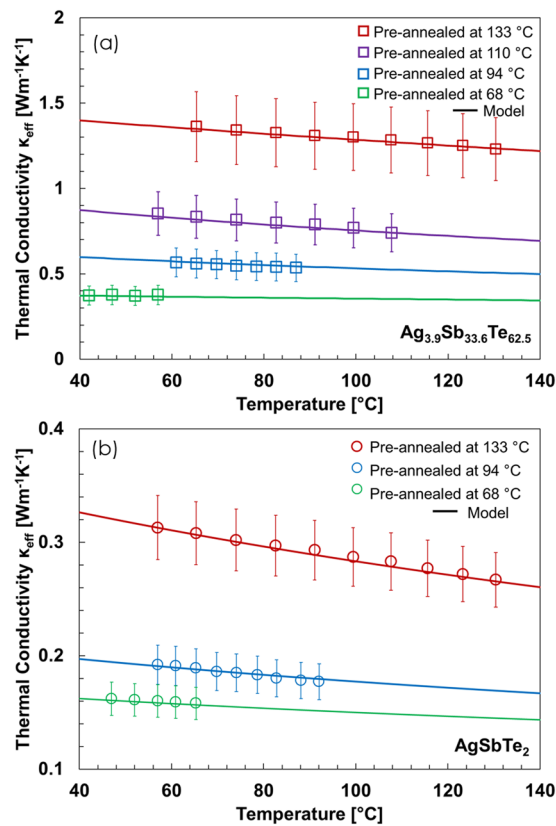 (a)
Pre-annealed at 133 °C
Pre-annealed at 110 °C
Pre-annealed at 94 °C
Pre-annealed at 68 °C
Model
Thermal Conductivity κeff [Wm-1K-1]
2
1.5
1
0.5
0
Ag3.9Sb33.6Te62.5
40 60 80 100 120 140
Temperature [°C]
(b)
Pre-annealed at 133 °C
Pre-annealed at 94 °C
Pre-annealed at 68 °C
Model
Thermal Conductivity κeff [Wm-1K-1]
0.4
0.3
0.2
0.1
AgSbTe2
40 60 80 100 120 140
Temperature [°C]